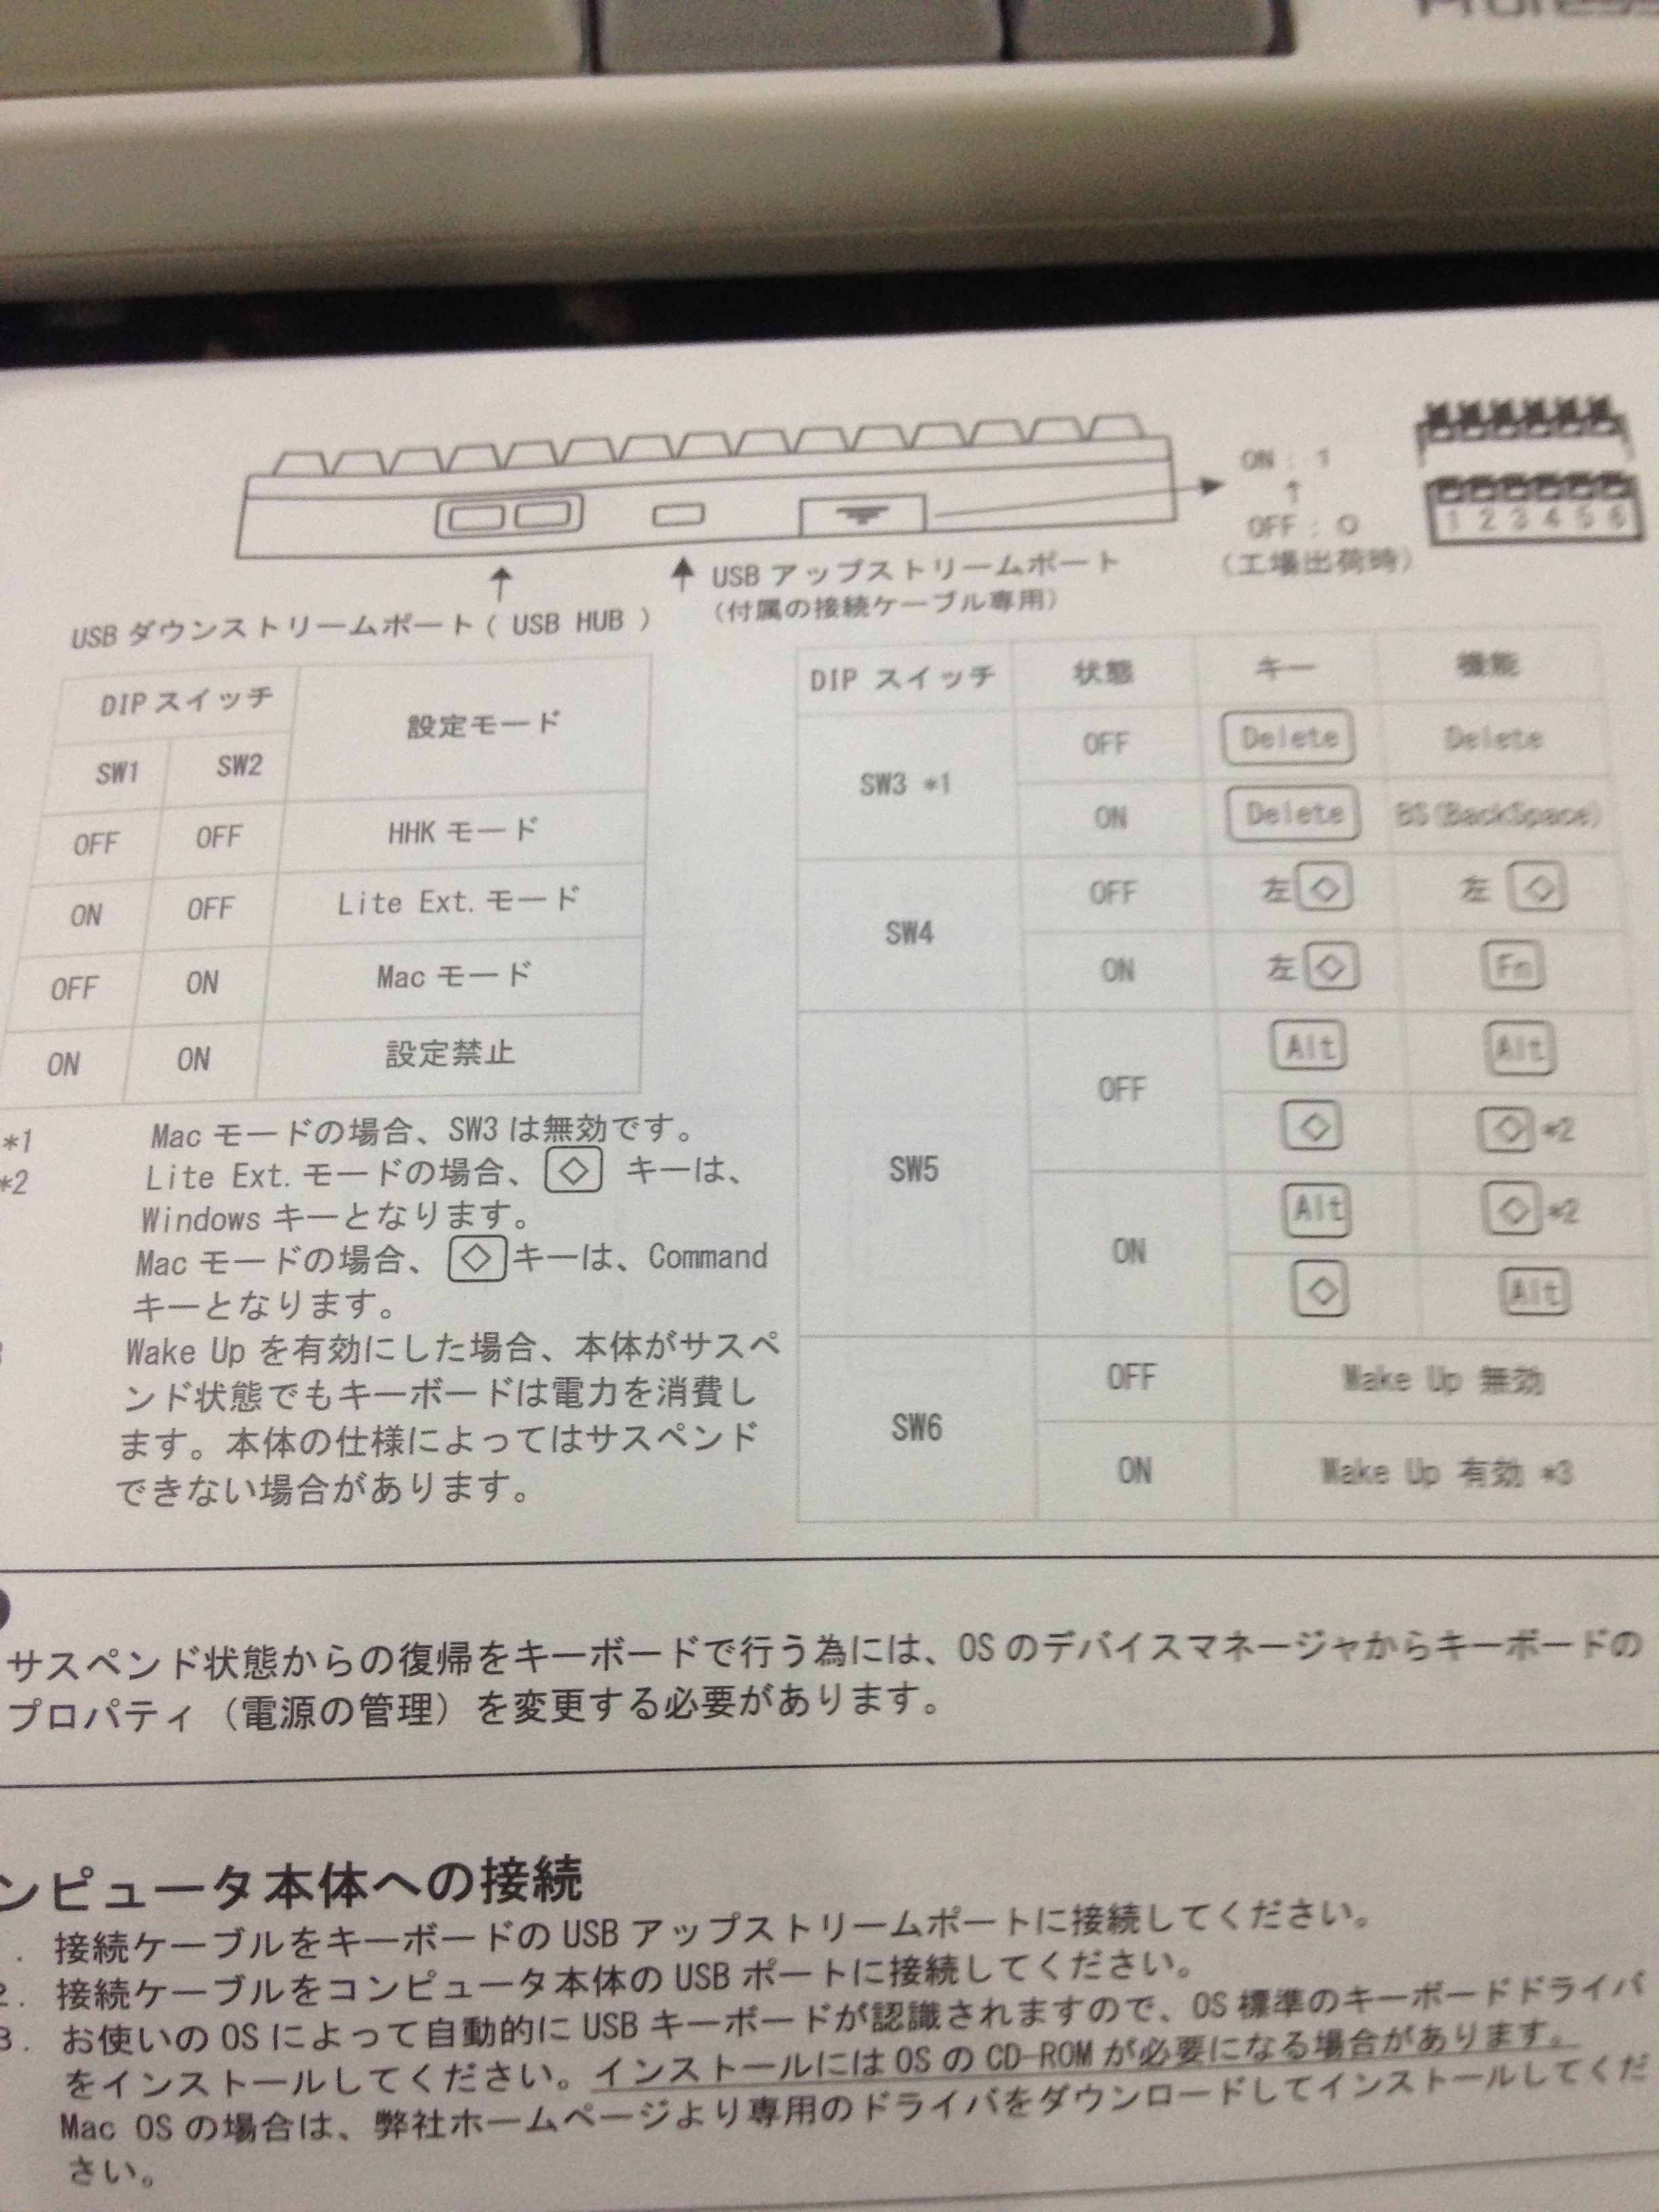 ON : 1
↑
OFF : 0
(工場出荷時)
1 2 3 4 5 6
USB ダウンストリームポート( USB HUB )
USB アップストリームポート
(付属の接続ケーブル専用)
DIP スイッチ 設定モード
SW1 SW2
OFF OFF HHK モード
ON OFF Lite Ext. モード
OFF ON Mac モード
ON ON 設定禁止
*1 Mac モードの場合、SW3 は無効です。
*2 Lite Ext. モードの場合、◇ キーは、
Windows キーとなります。
Mac モードの場合、◇キーは、Command
キーとなります。
Wake Up を有効にした場合、本体がサスペ
ンド状態でもキーボードは電力を消費し
ます。本体の仕様によってはサスペンド
できない場合があります。
DIP スイッチ 状態 キー 機能
SW3 *1 OFF Delete Delete
ON Delete BS(BackSpace)
SW4 OFF 左◇ 左 ◇
ON 左◇ Fn
SW5 OFF Alt Alt
◇ ◇*2
ON Alt ◇*2
◇ Alt
SW6 OFF Wake Up 無効
ON Wake Up 有効 *3
サスペンド状態からの復帰をキーボードで行う為には、OS のデバイスマネージャからキーボードの
プロパティ（電源の管理）を変更する必要があります。
ンピュータ本体への接続
. 接続ケーブルをキーボードの USB アップストリームポートに接続してください。
2. 接続ケーブルをコンピュータ本体の USB ポートに接続してください。
3. お使いの OS によって自動的に USB キーボードが認識されますので、OS 標準のキーボードドライバ
をインストールしてください。インストールには OS の CD-ROM が必要になる場合があります。
Mac OS の場合は、弊社ホームページより専用のドライバをダウンロードしてインストールしてくだ
さい。